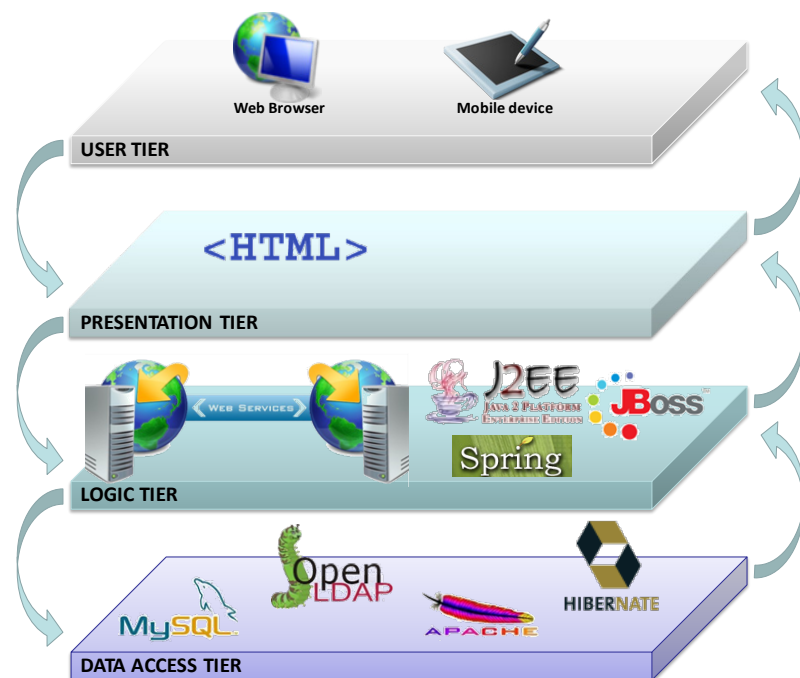 Web Browser
Mobile device
USER TIER
<HTML>
PRESENTATION TIER
WEB SERVICES
J2EE
JAVA 2 PLATFORM
ENTERPRISE EDITION
JBoss
Spring
LOGIC TIER
Open
LDAP
HIBERNATE
MySQL
APACHE
DATA ACCESS TIER